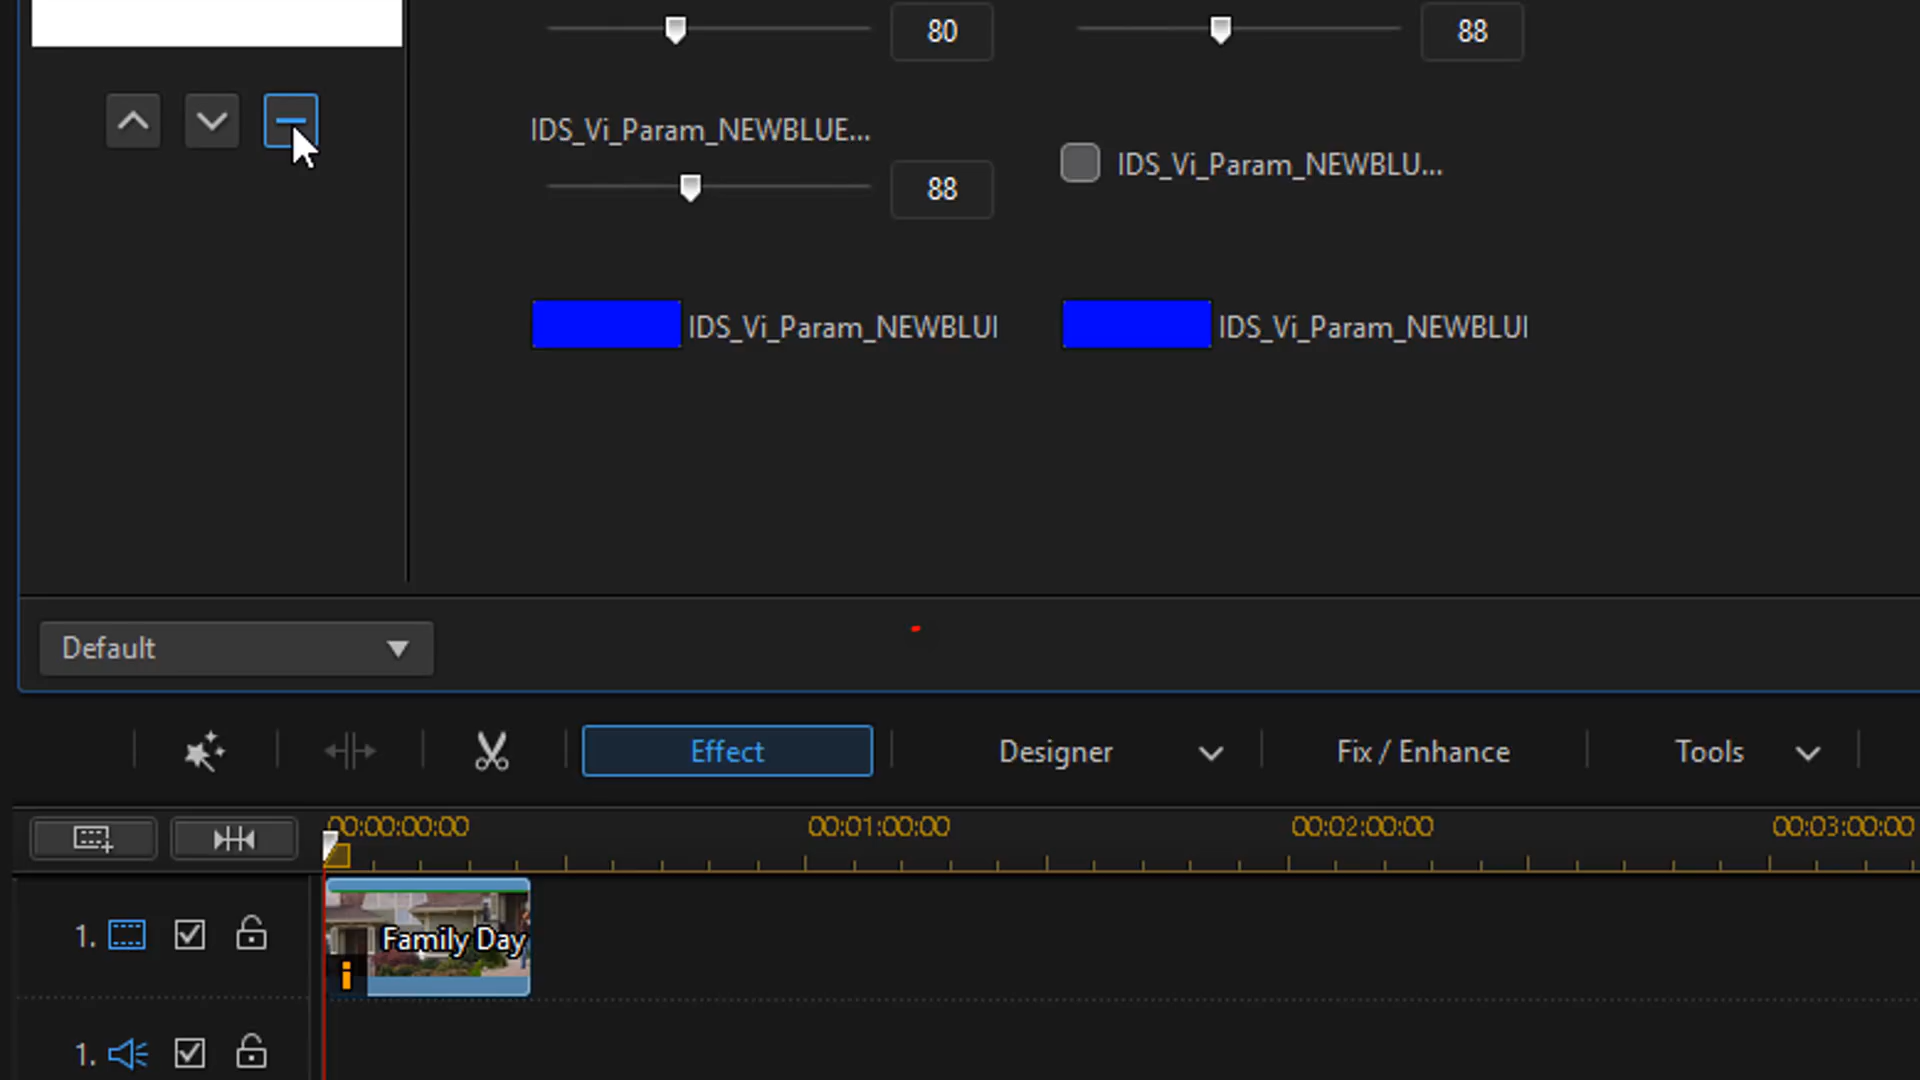 80
88
IDS_Vi_Param_NEWBLUE...
IDS_Vi_Param_NEWBLU...
88
IDS_Vi_Param_NEWBLUI
IDS_Vi_Param_NEWBLUI
Default
Effect
Designer
Fix / Enhance
Tools
00:00:00:00
00:01:00:00
00:02:00:00
00:03:00:00
1.
Family Day
i
1.